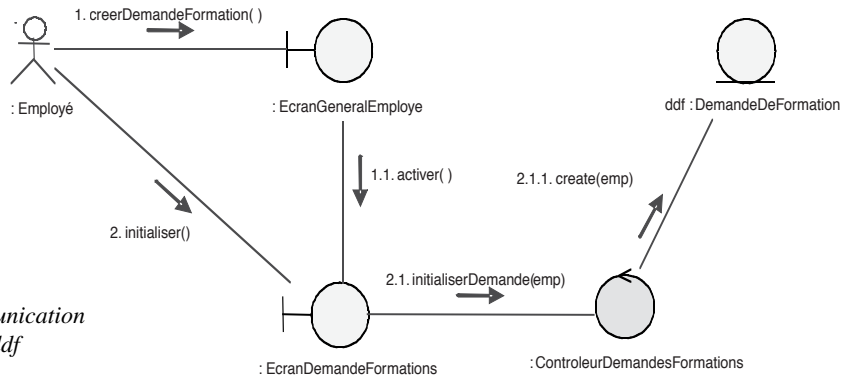 1. creerDemandeFormation( )
: Employé
: EcranGeneralEmploye
ddf : DemandeDeFormation
1.1. activer( )
2.1.1. create(emp)
2. initialiser()
2.1. initialiserDemande(emp)
: EcranDemandeFormations
: ControleurDemandesFormations